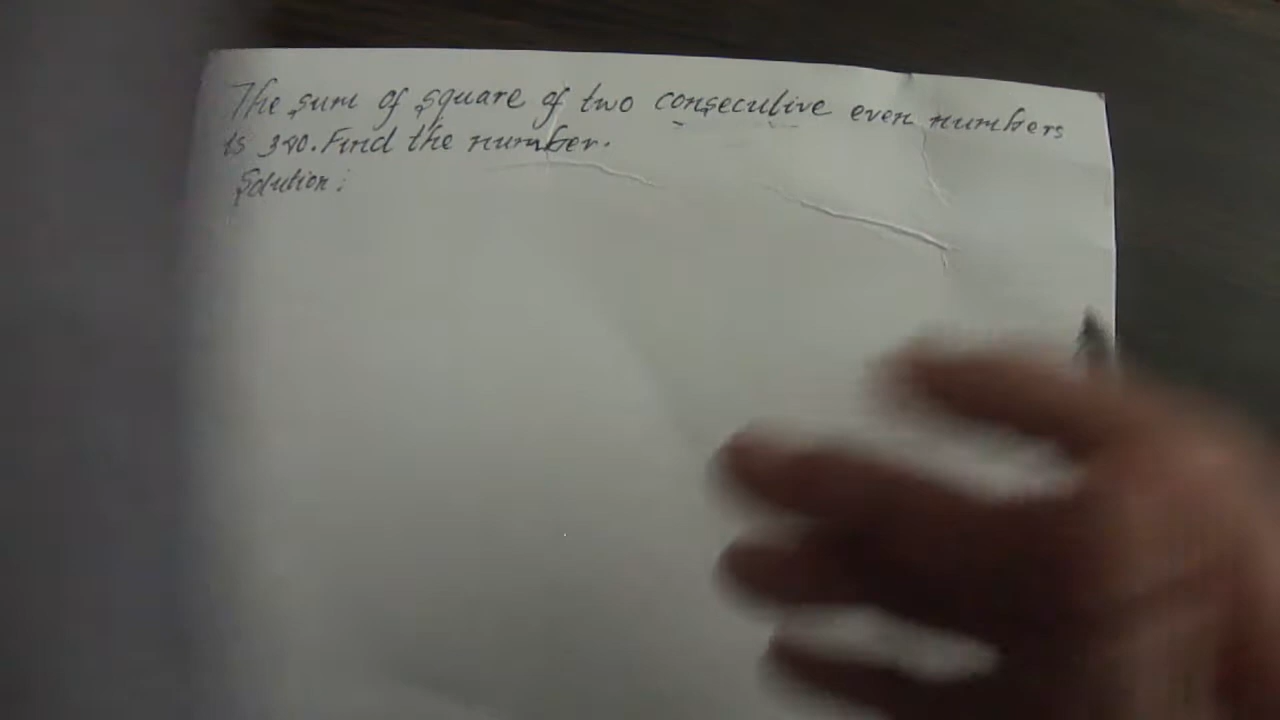 The sum of square of two consecutive even numbers
is 340. Find the number.
Solution: